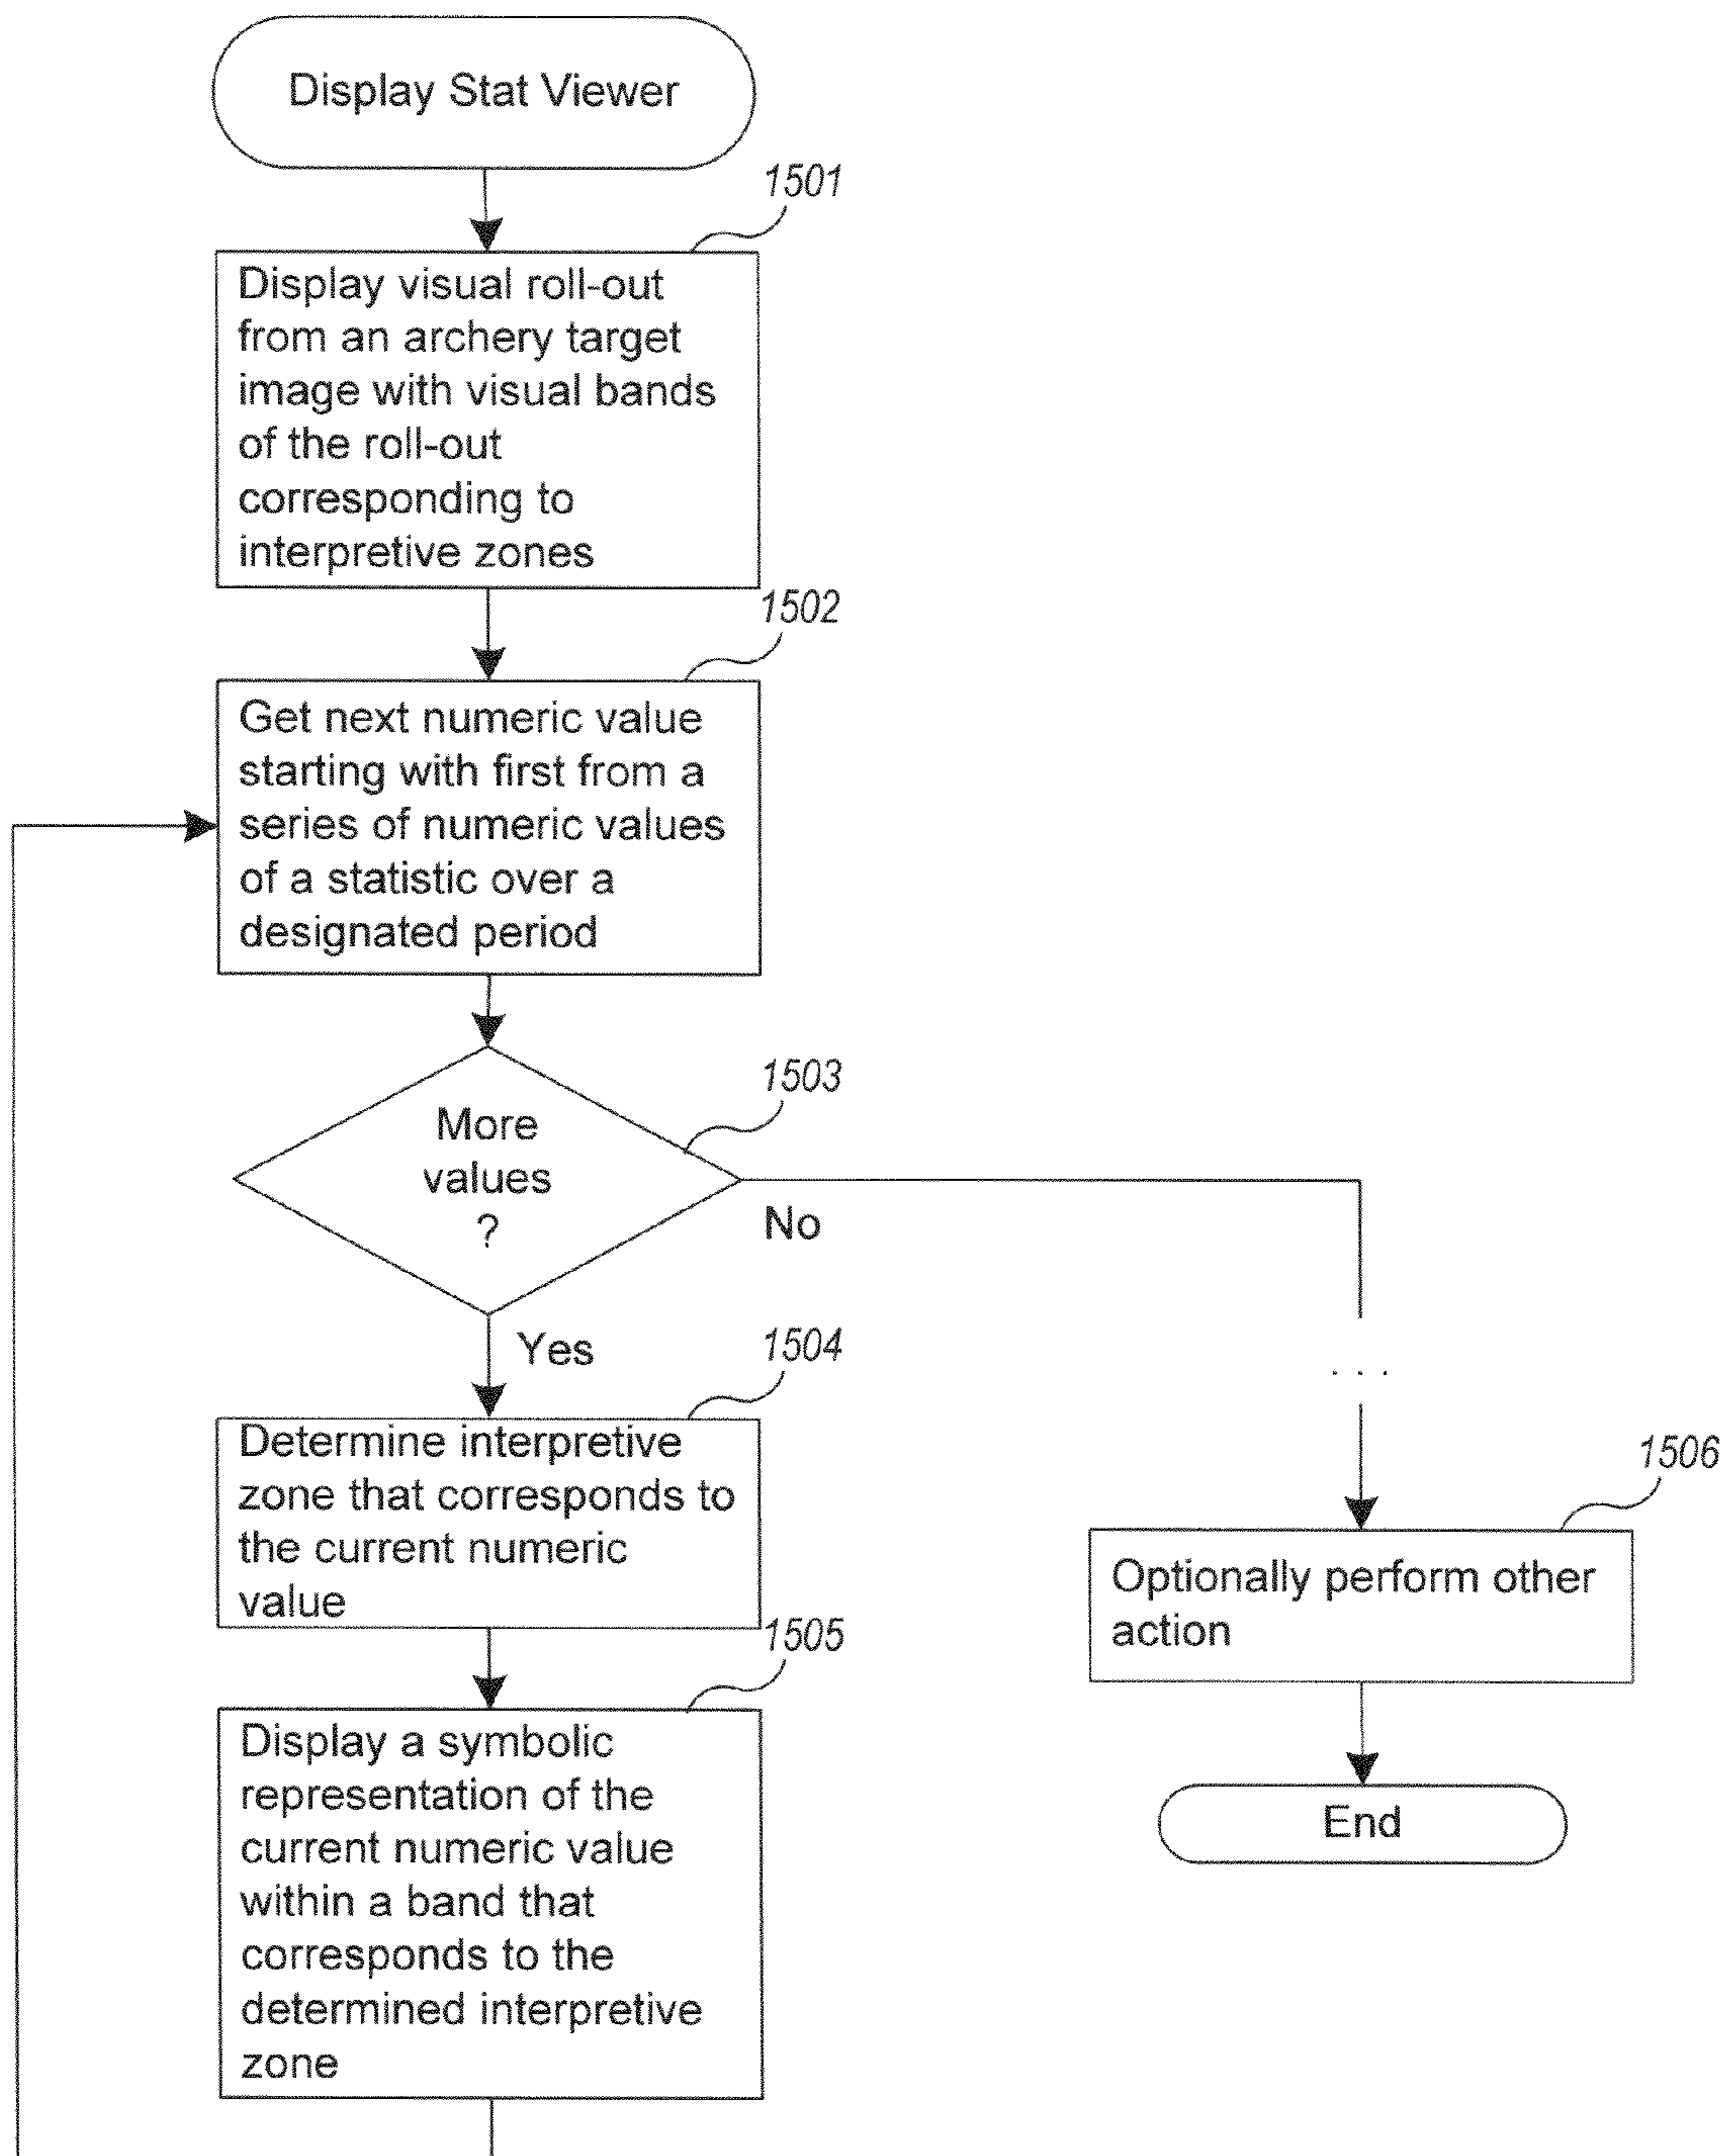 Display Stat Viewer
1501
Display visual roll-out
from an archery target
image with visual bands
of the roll-out
corresponding to
interpretive zones
1502
Get next numeric value
starting with first from a
series of numeric values
of a statistic over a
designated period
1503
More
values
?
No
Yes
1504
Determine interpretive
zone that corresponds to
the current numeric
value
. . .
1506
Optionally perform other
action
1505
Display a symbolic
representation of the
current numeric value
within a band that
corresponds to the
determined interpretive
zone
End